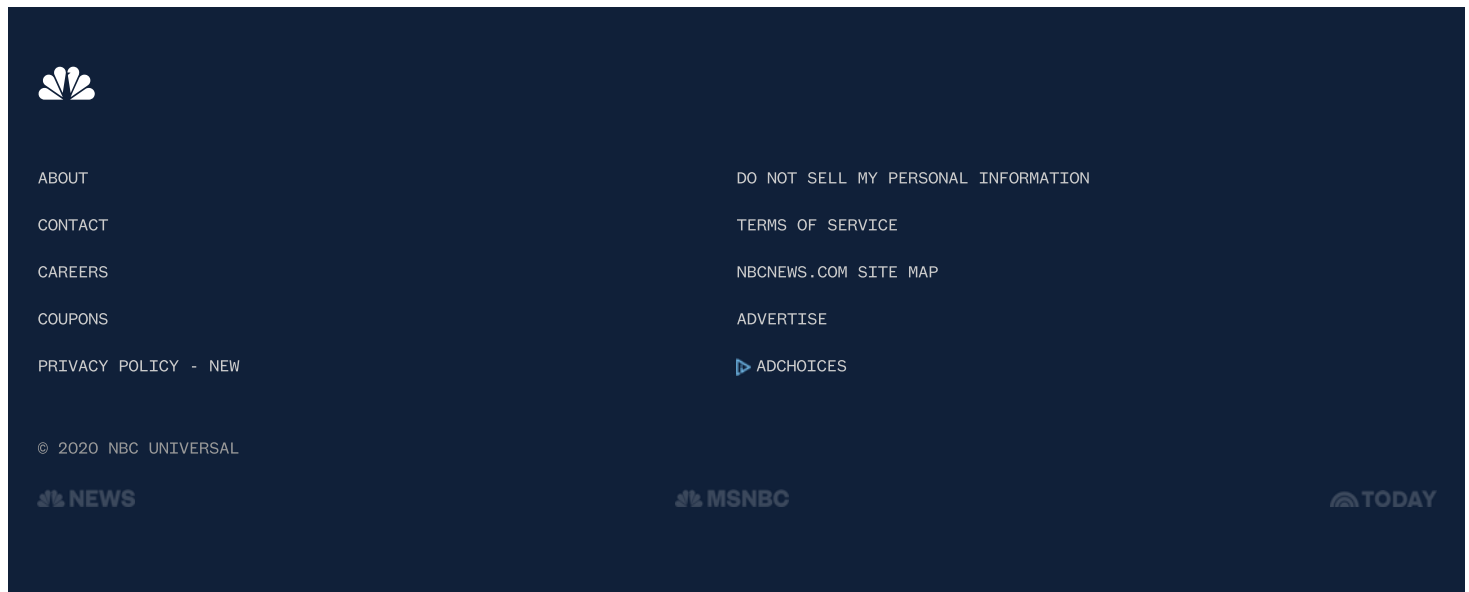 ABOUT
CONTACT
CAREERS
COUPONS
PRIVACY POLICY - NEW
DO NOT SELL MY PERSONAL INFORMATION
TERMS OF SERVICE
NBCNEWS.COM SITE MAP
ADVERTISE
ADCHOICES
© 2020 NBC UNIVERSAL
NEWS
MSNBC
TODAY